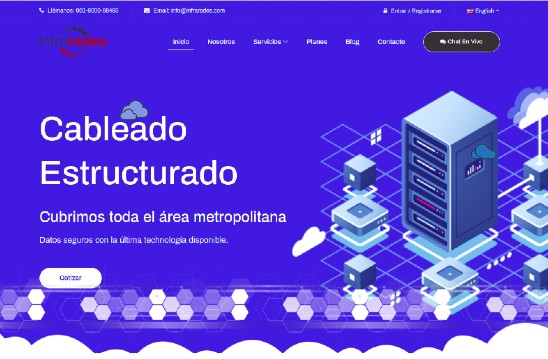 Llámanos: 001-8000-98495
Email: info@infraredes.com
Entrar / Registrarse
English
infraredes
Inicio
Nosotros
Servicios
Planes
Blog
Contacto
Chat En Vivo
Cableado
Estructurado
Cubrimos toda el área metropolitana
Datos seguros con la última technología disponible.
Cotizar